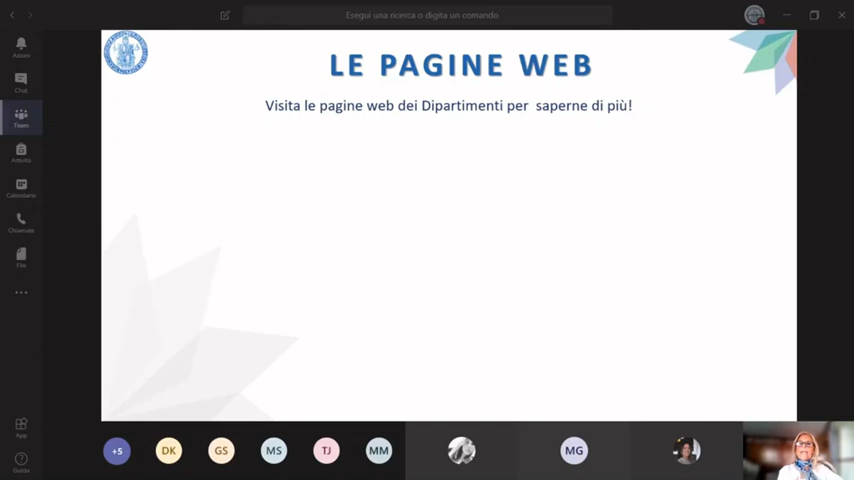 Esegui una ricerca o digita un comando
LE PAGINE WEB
Visita le pagine web dei Dipartimenti per saperne di più!
Chat
Team
Attività
Calendario
Chiamate
File
App
Guida
+5
DK
GS
MS
TJ
MM
MG